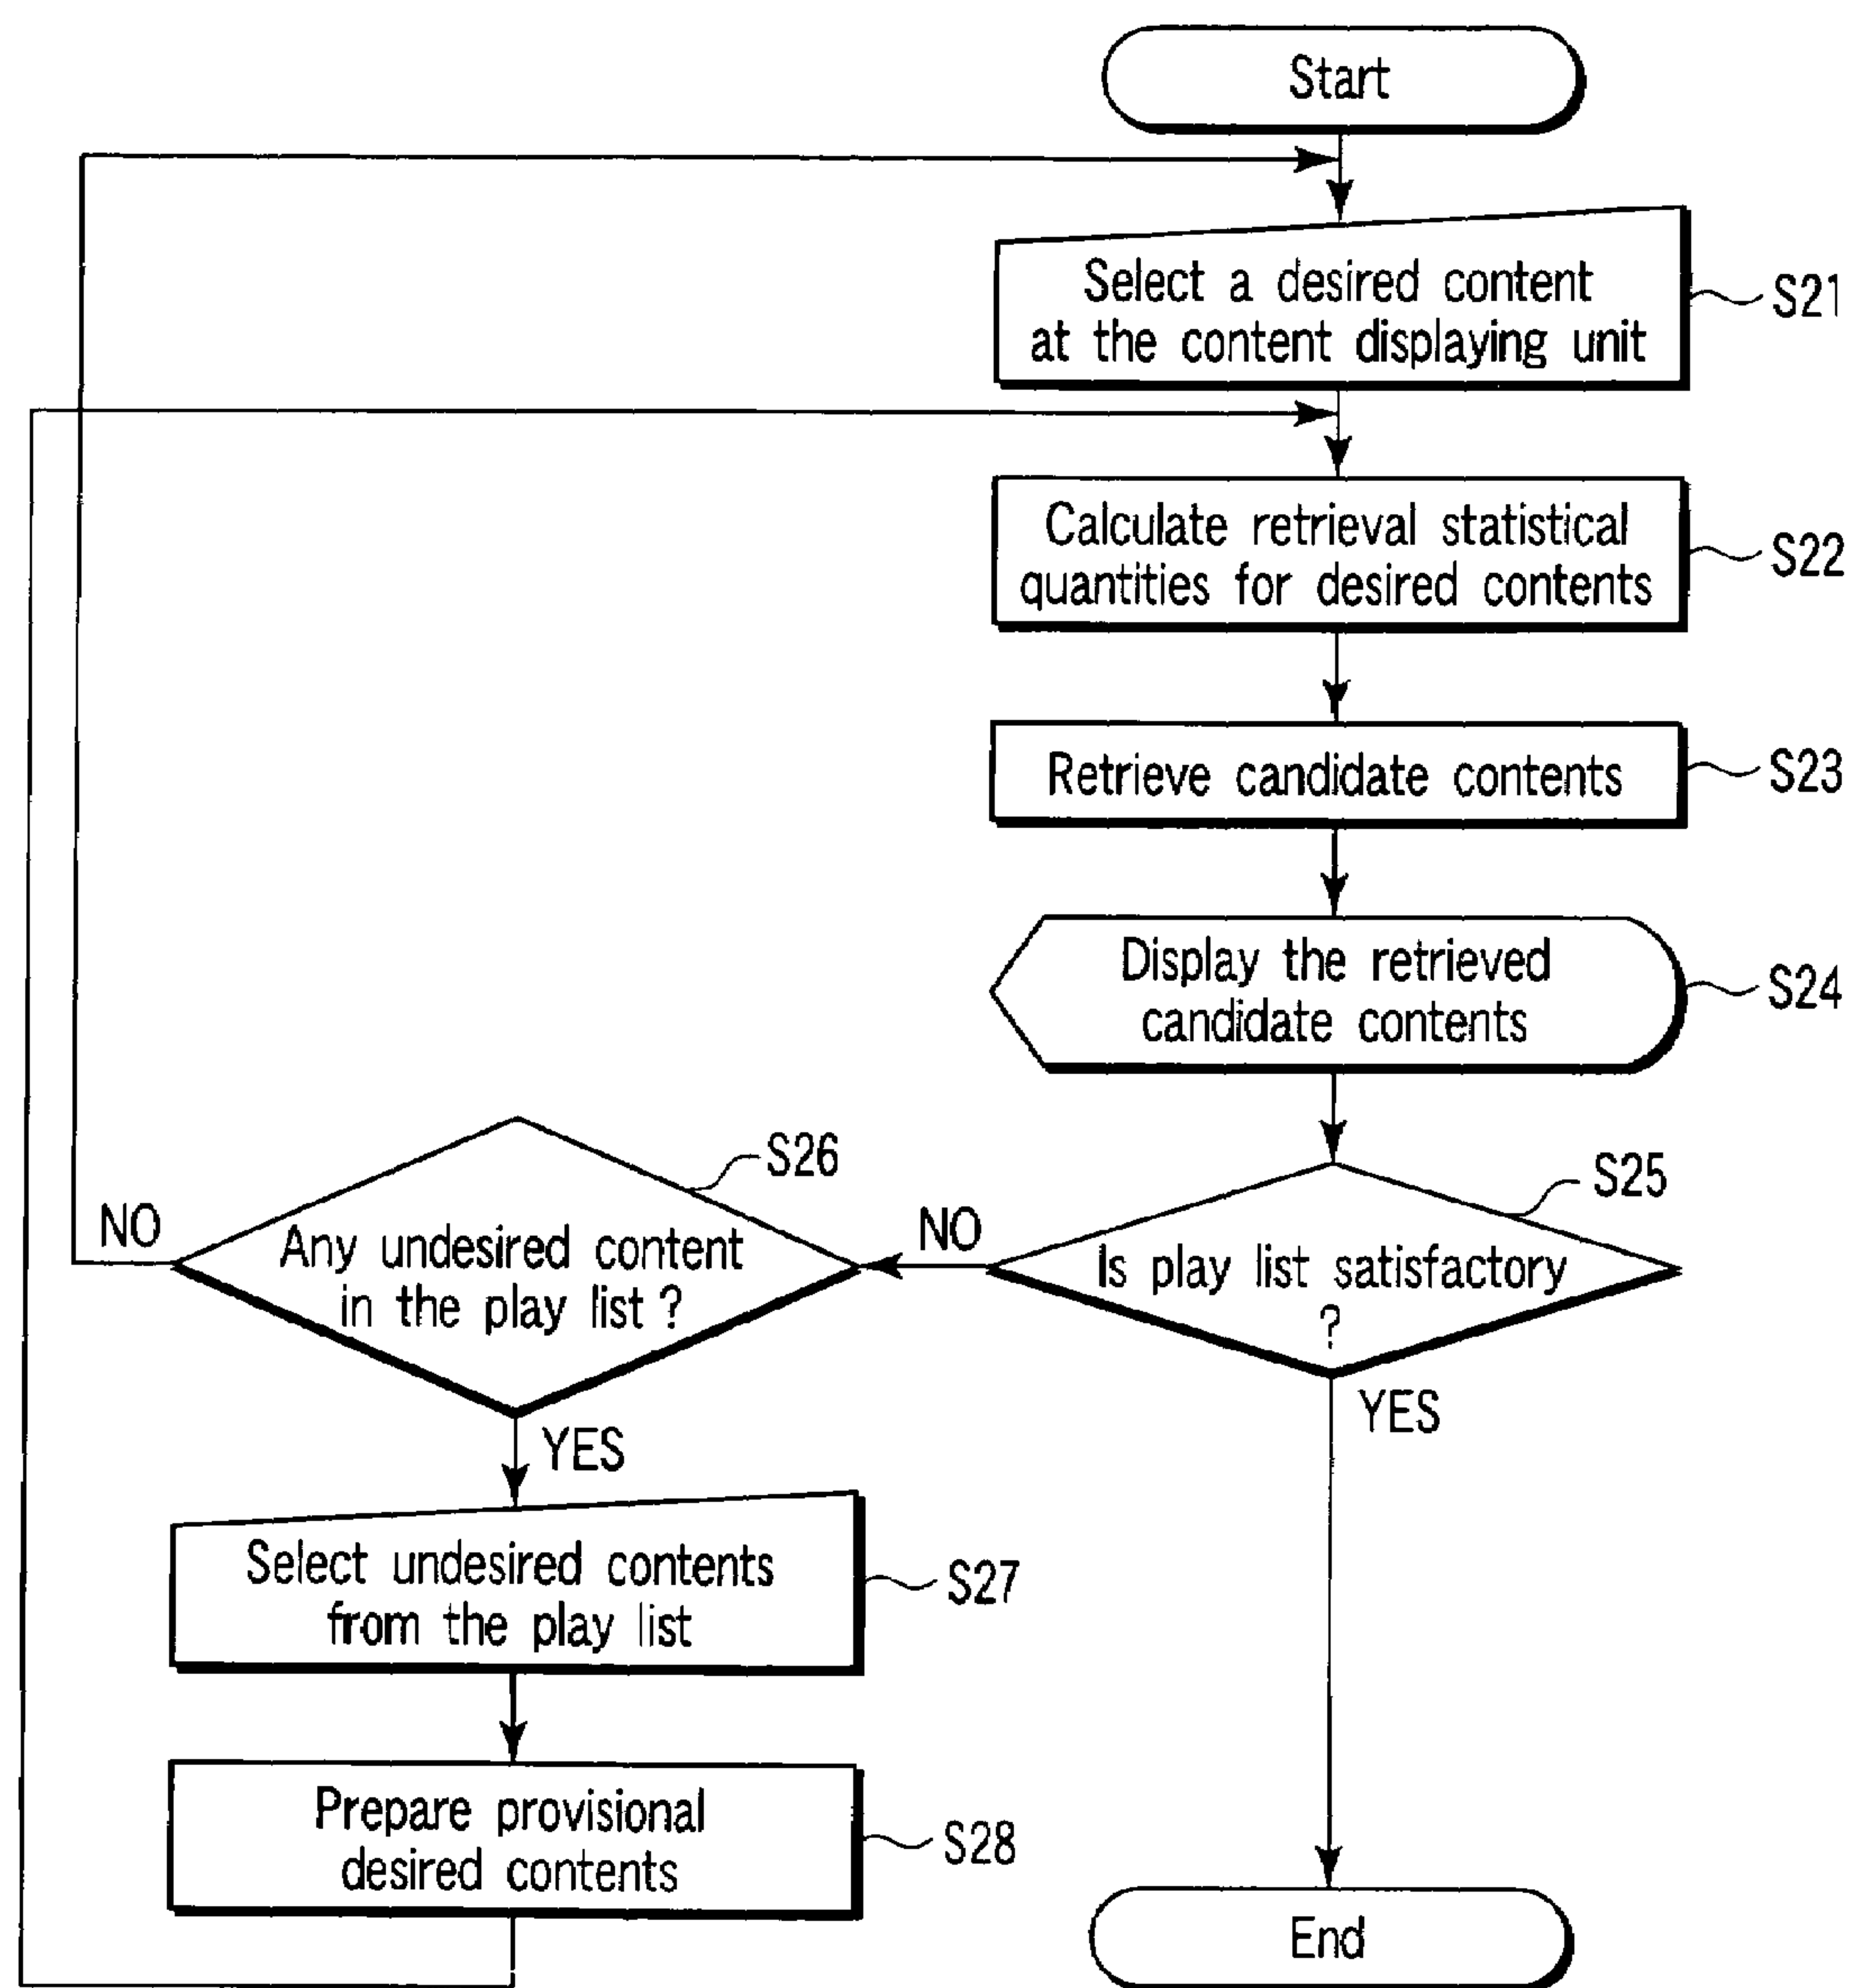 Start
Select a desired content
at the content displaying unit
S21
Calculate retrieval statistical
quantities for desired contents
S22
Retrieve candidate contents
S23
Display the retrieved
candidate contents
S24
Is play list satisfactory
?
S25
NO
YES
Any undesired content
in the play list ?
S26
NO
YES
Select undesired contents
from the play list
S27
Prepare provisional
desired contents
S28
End